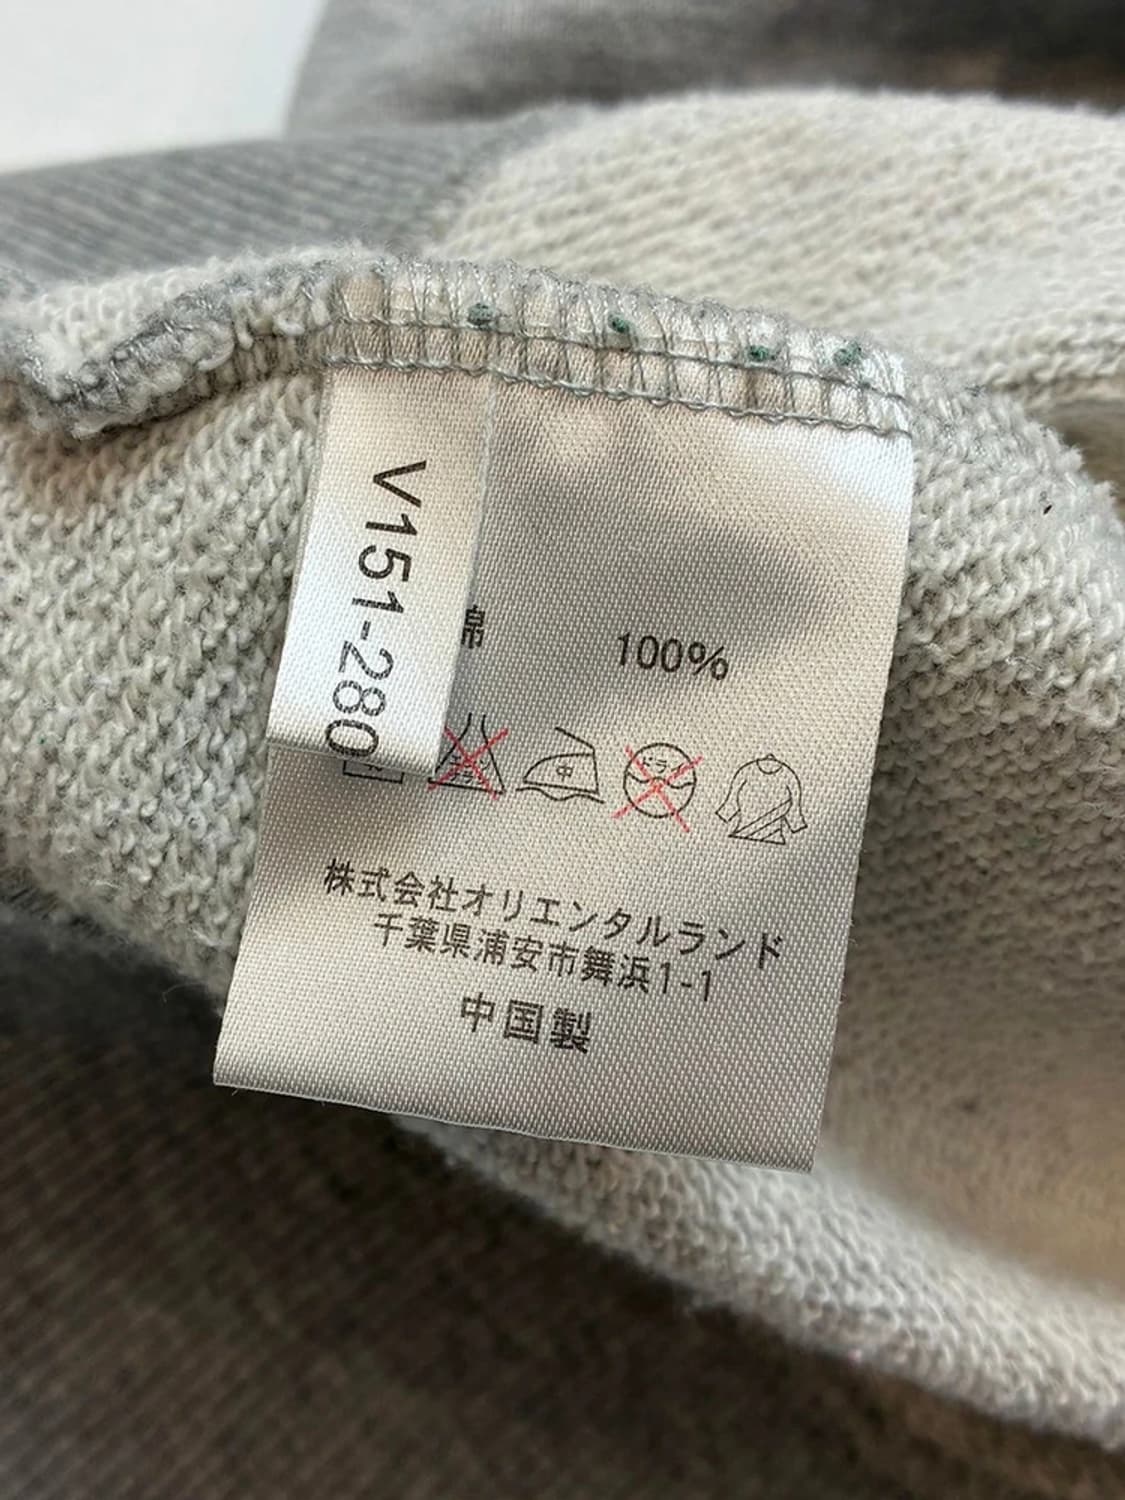 V151-280
綿 100%
中
株式会社オリエンタルランド
千葉県浦安市舞浜1-1
中国製